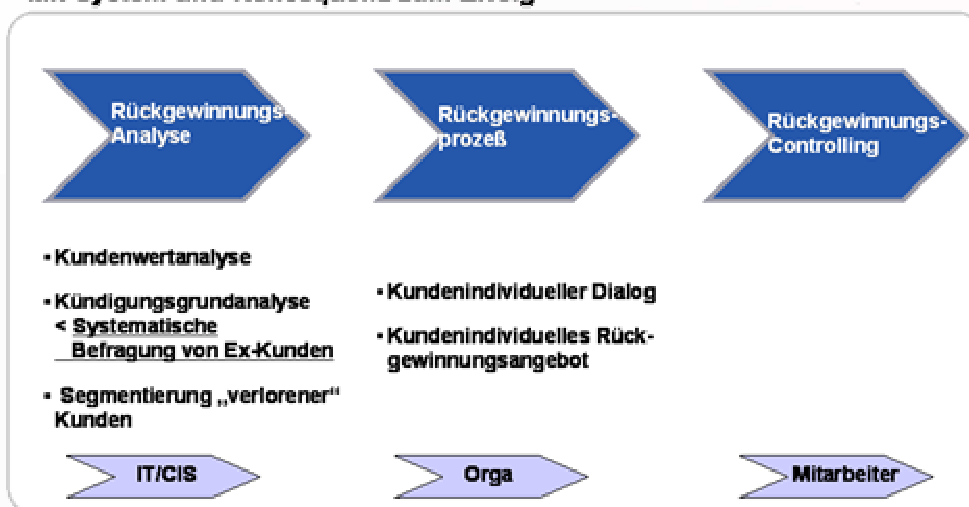 Rückgewinnungs-
Analyse
Rückgewinnungs-
prozeß
Rückgewinnungs-
Controlling
▪ Kundenwertanalyse
▪ Kündigungsgrundanalyse
< Systematische
Befragung von Ex-Kunden
▪ Segmentierung „verlorener“
Kunden
▪ Kundenindividueller Dialog
▪ Kundenindividuelles Rück-
gewinnungsangebot
IT/CIS
Orga
Mitarbeiter